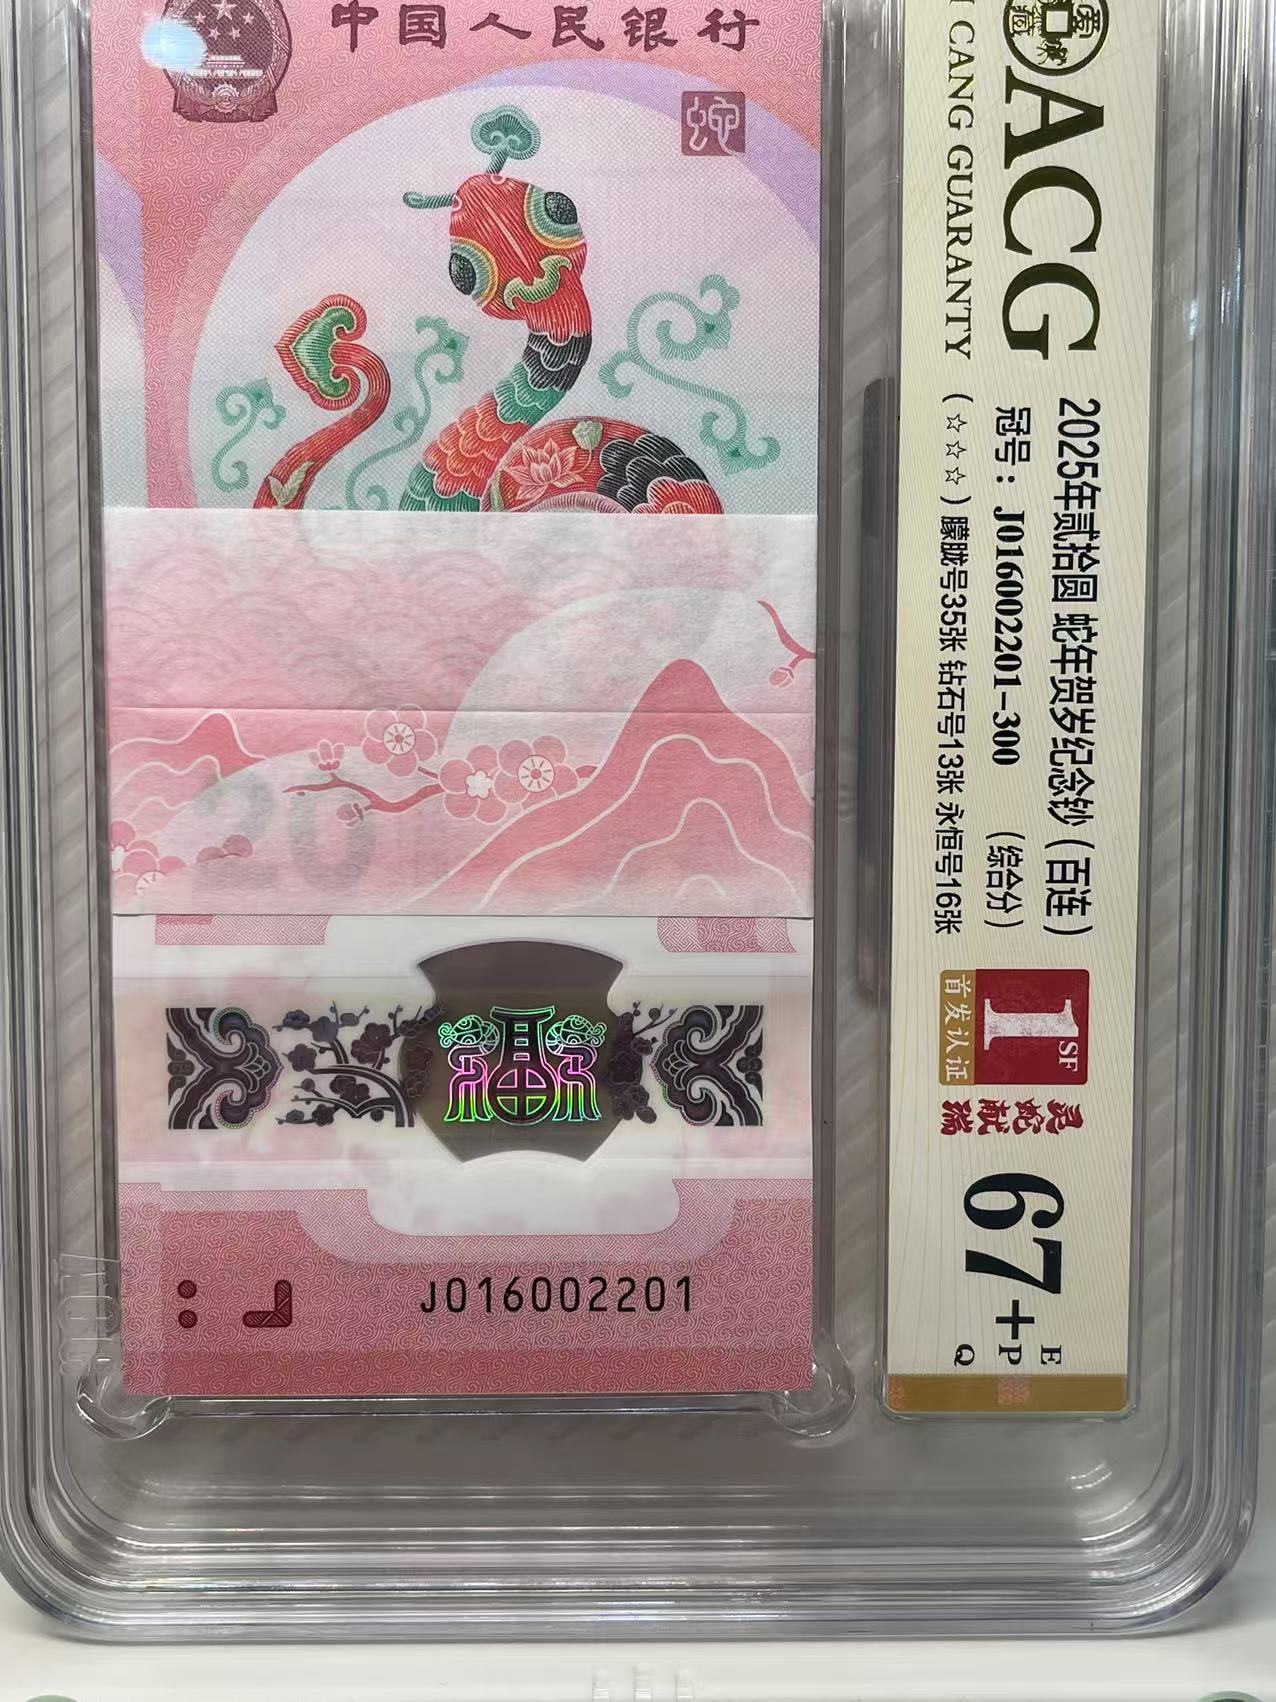 中国人民银行
蛇
J016002201
ACG
CANG GUARANTY
2025年贰拾圆 蛇年贺岁纪念钞（百连）
冠号：J016002201-300 （综合分）
（☆☆☆）朦胧号35张 钻石号13张 永恒号16张
1SF
首发认证
灵蛇献瑞
67+
E
P
Q